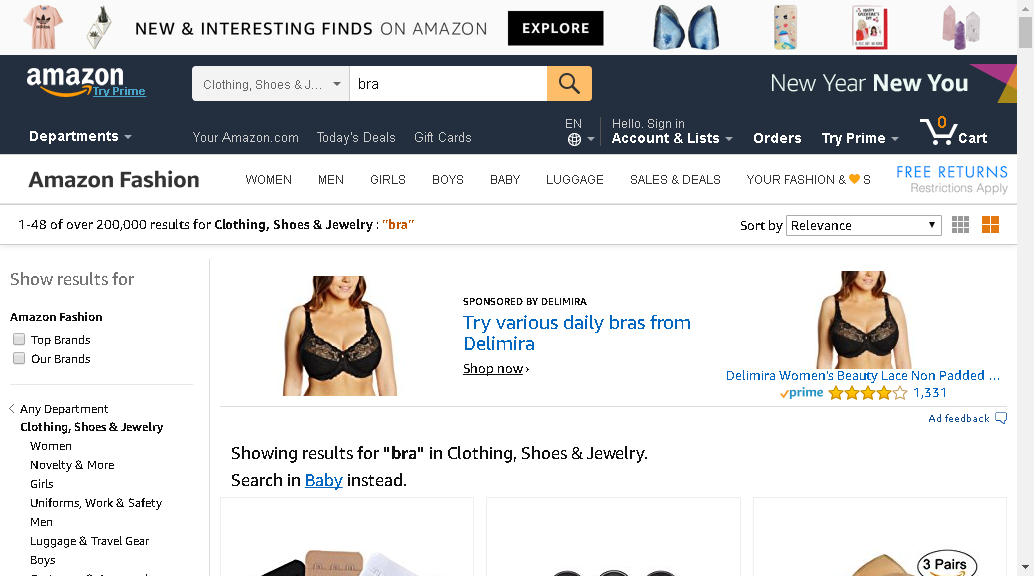 NEW & INTERESTING FINDS ON AMAZON EXPLORE
amazon
Try Prime
Clothing, Shoes & J... bra
New Year New You
Departments Your Amazon.com Today's Deals Gift Cards EN Hello. Sign in Account & Lists Orders Try Prime 0 Cart
Amazon Fashion WOMEN MEN GIRLS BOYS BABY LUGGAGE SALES & DEALS YOUR FASHION & S
FREE RETURNS
Restrictions Apply
1-48 of over 200,000 results for Clothing, Shoes & Jewelry : "bra" Sort by Relevance
Show results for
Amazon Fashion
Top Brands
Our Brands
Any Department
Clothing, Shoes & Jewelry
Women
Novelty & More
Girls
Uniforms, Work & Safety
Men
Luggage & Travel Gear
Boys
SPONSORED BY DELIMIRA
Try various daily bras from
Delimira
Shop now ›
Delimira Women's Beauty Lace Non Padded ...
prime 1,331
Ad feedback
Showing results for "bra" in Clothing, Shoes & Jewelry.
Search in Baby instead.
3 Pairs